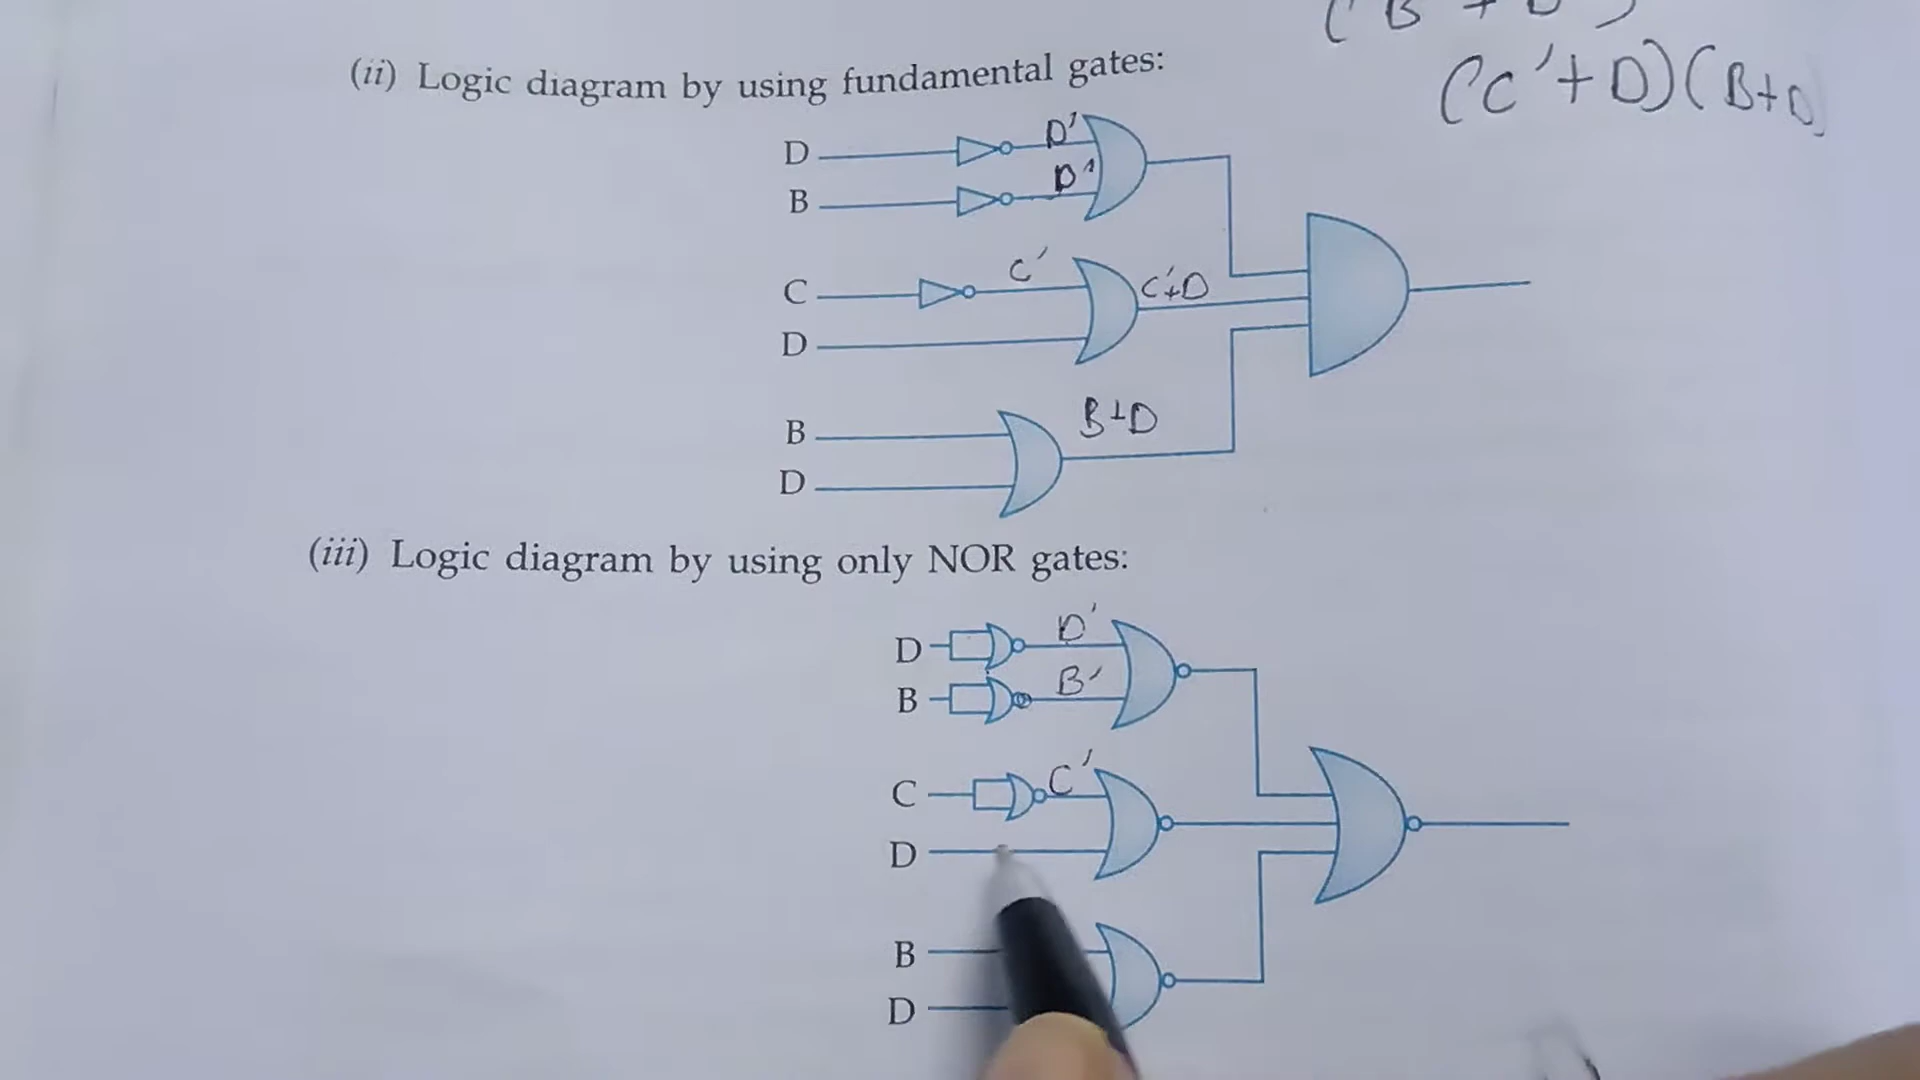 (B + D )
(C'+D)(B+D)
(ii) Logic diagram by using fundamental gates:
D D'
B D'
C C' C'+D
D
B B+D
D
(iii) Logic diagram by using only NOR gates:
D D'
B B'
C C'
D
B
D